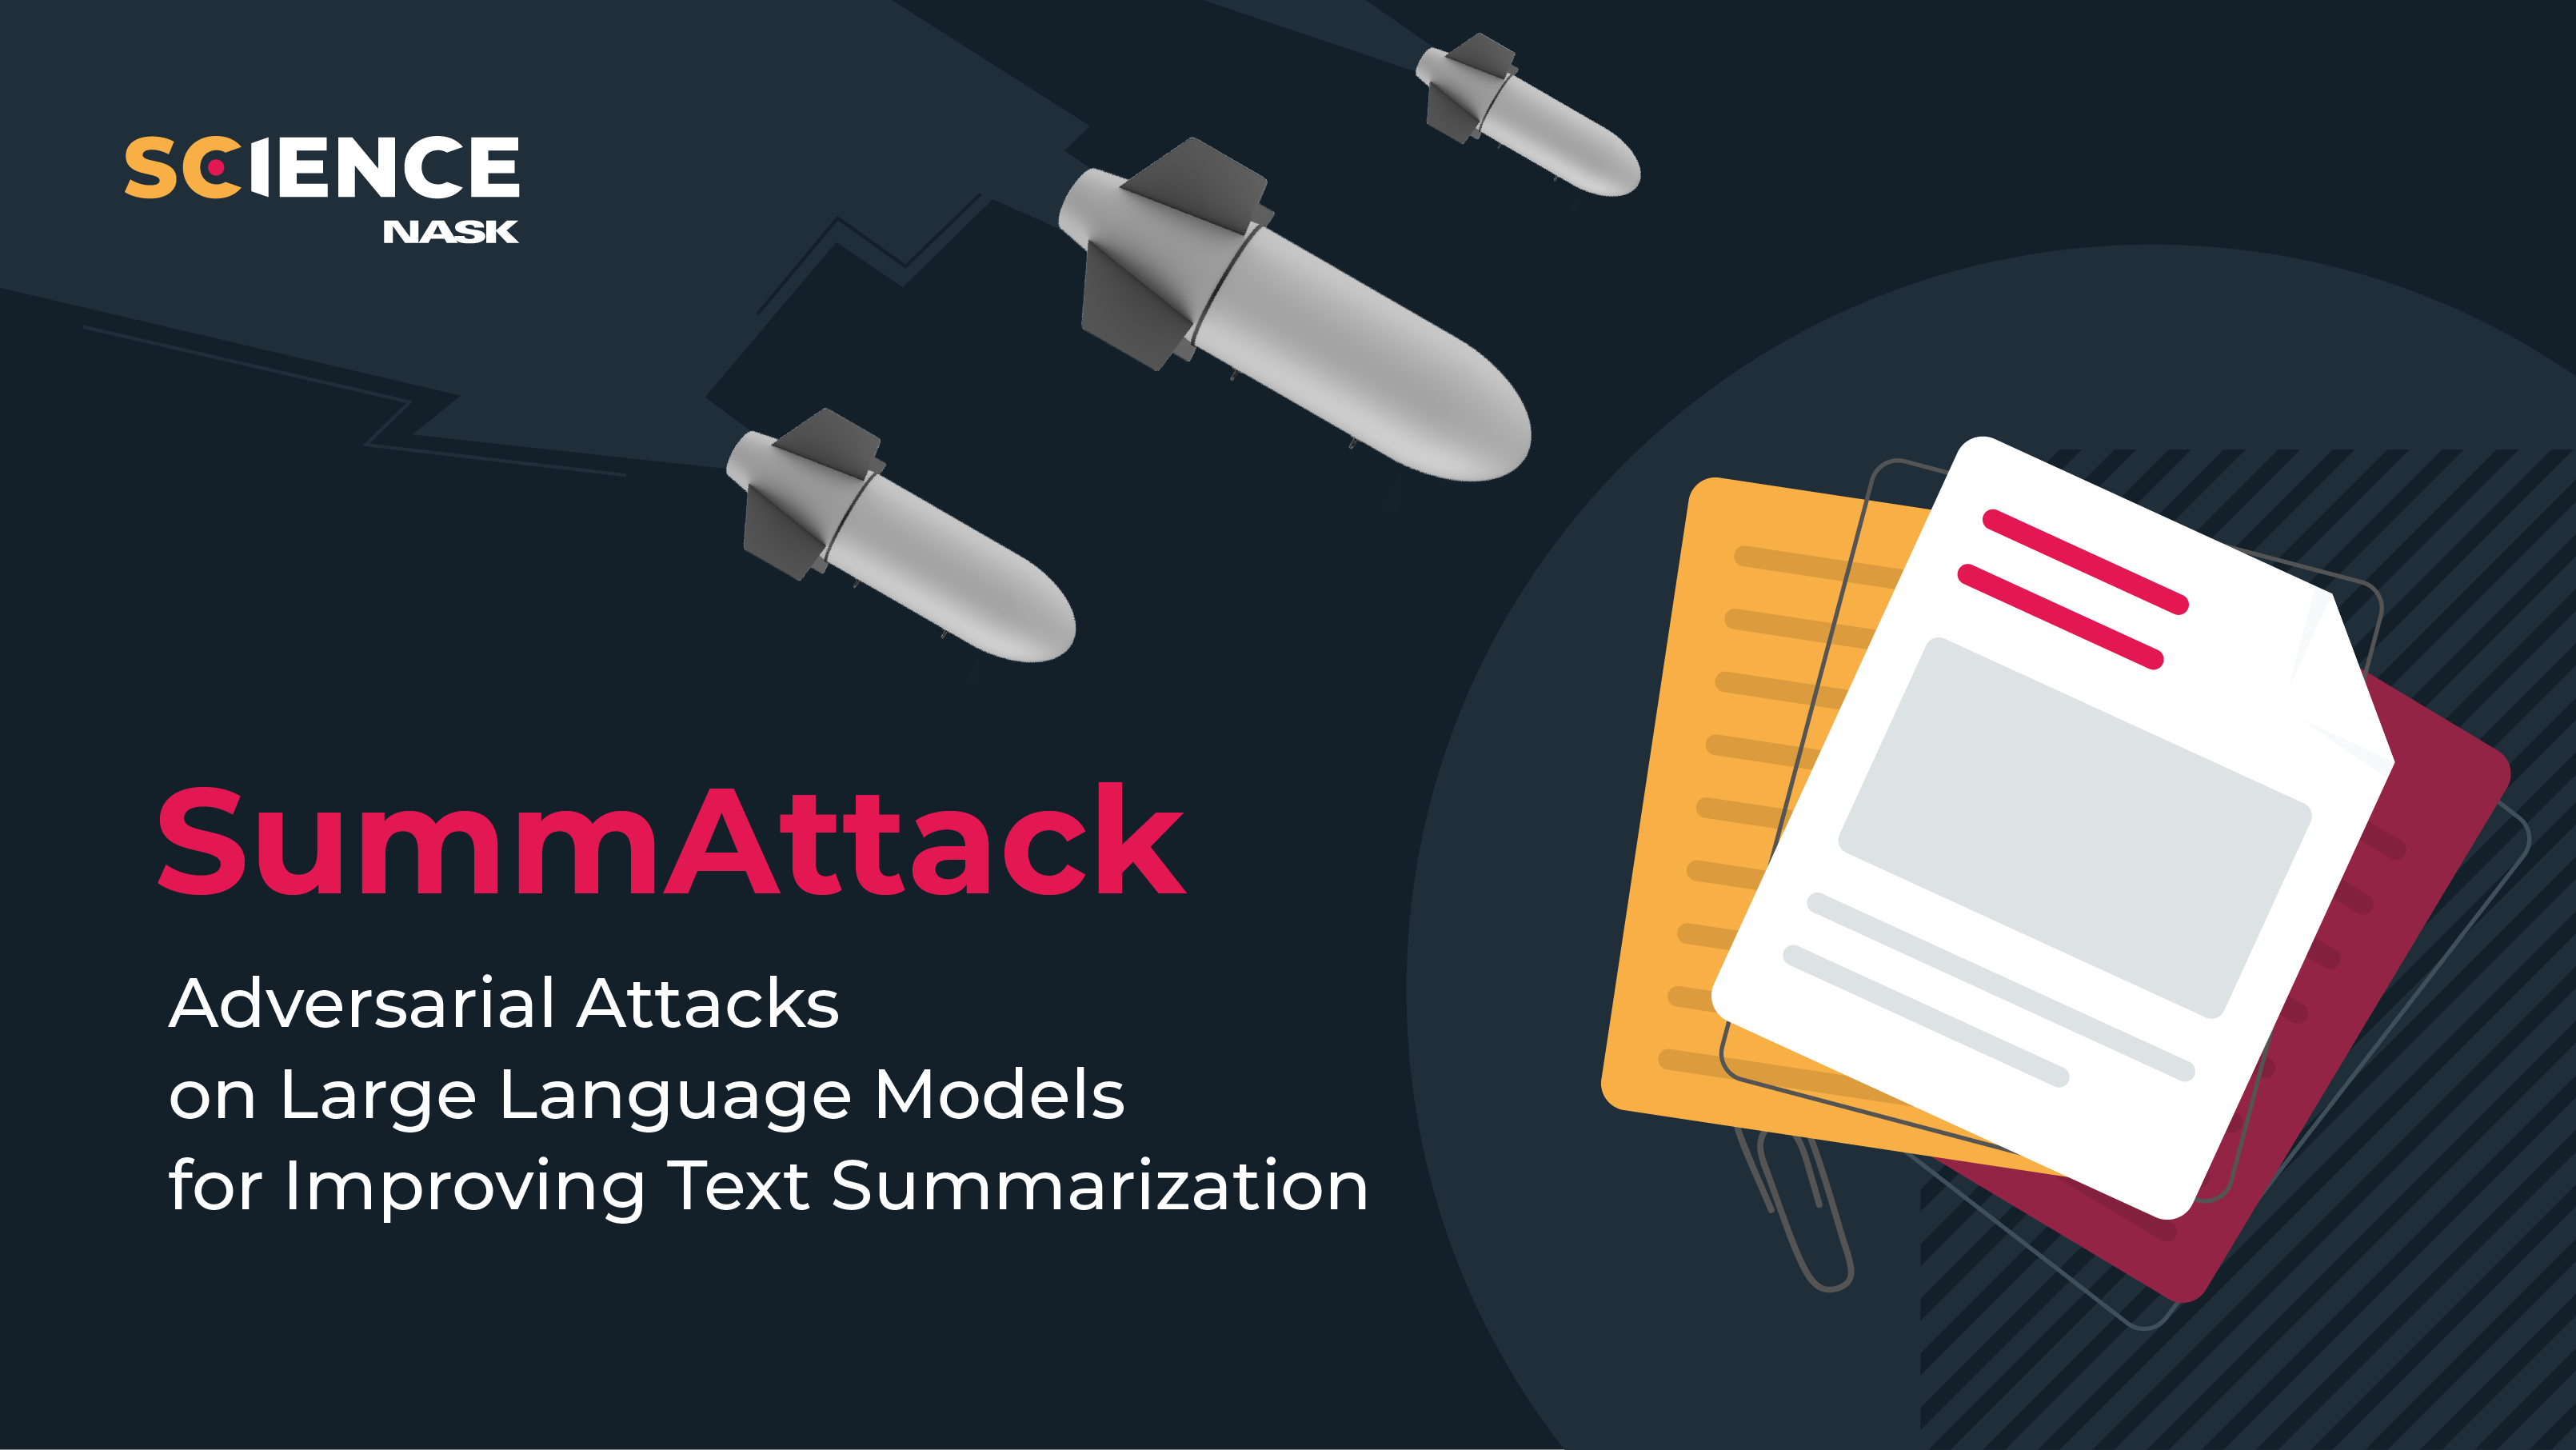 SCIENCE
NASK
SummAttack
Adversarial Attacks
on Large Language Models
for Improving Text Summarization